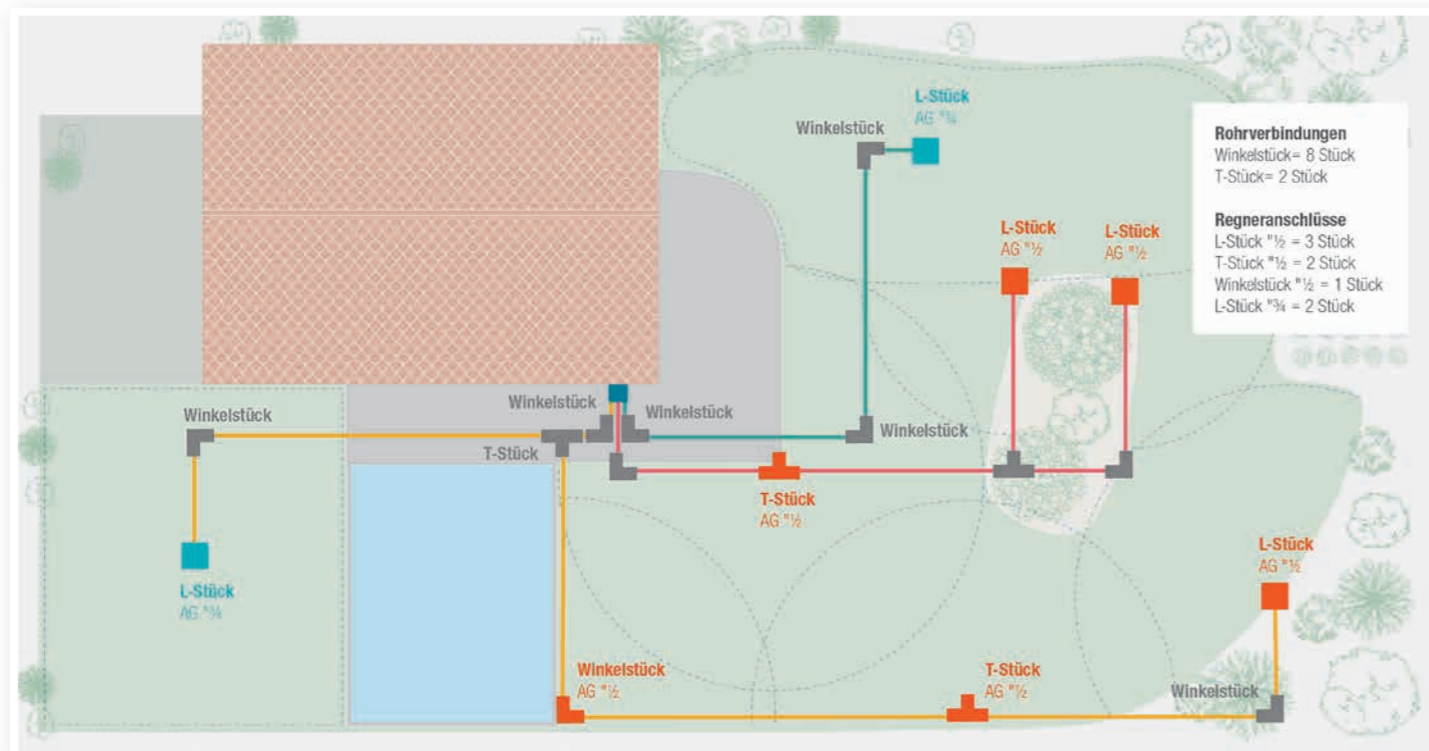 L-Stück
AG "¾
Winkelstück
Rohrverbindungen
Winkelstück= 8 Stück
T-Stück= 2 Stück
Regneranschlüsse
L-Stück "½ = 3 Stück
T-Stück "½ = 2 Stück
Winkelstück "½ = 1 Stück
L-Stück "¾ = 2 Stück
L-Stück
AG "½
L-Stück
AG "½
Winkelstück
Winkelstück
Winkelstück
Winkelstück
T-Stück
T-Stück
AG "½
L-Stück
AG "¾
L-Stück
AG "½
Winkelstück
AG "½
T-Stück
AG "½
Winkelstück